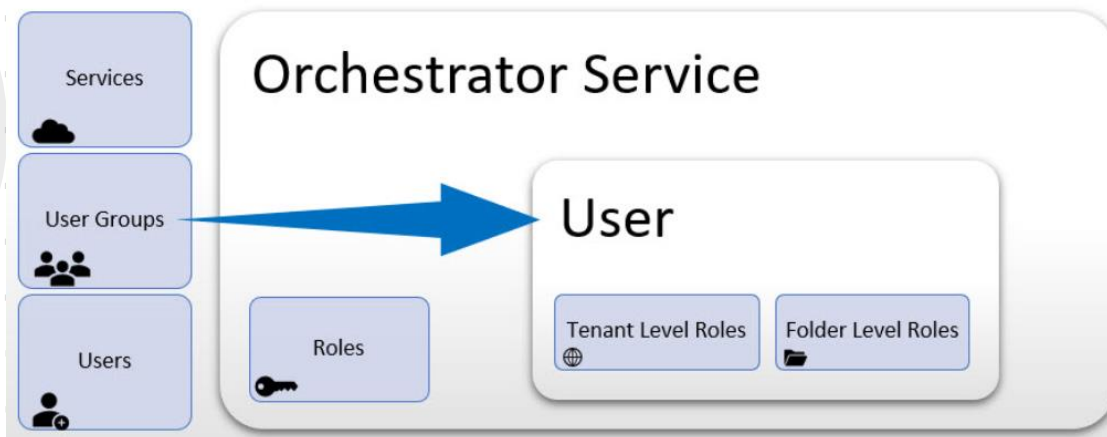 Services
User Groups
Users
Orchestrator Service
Roles
User
Tenant Level Roles
Folder Level Roles